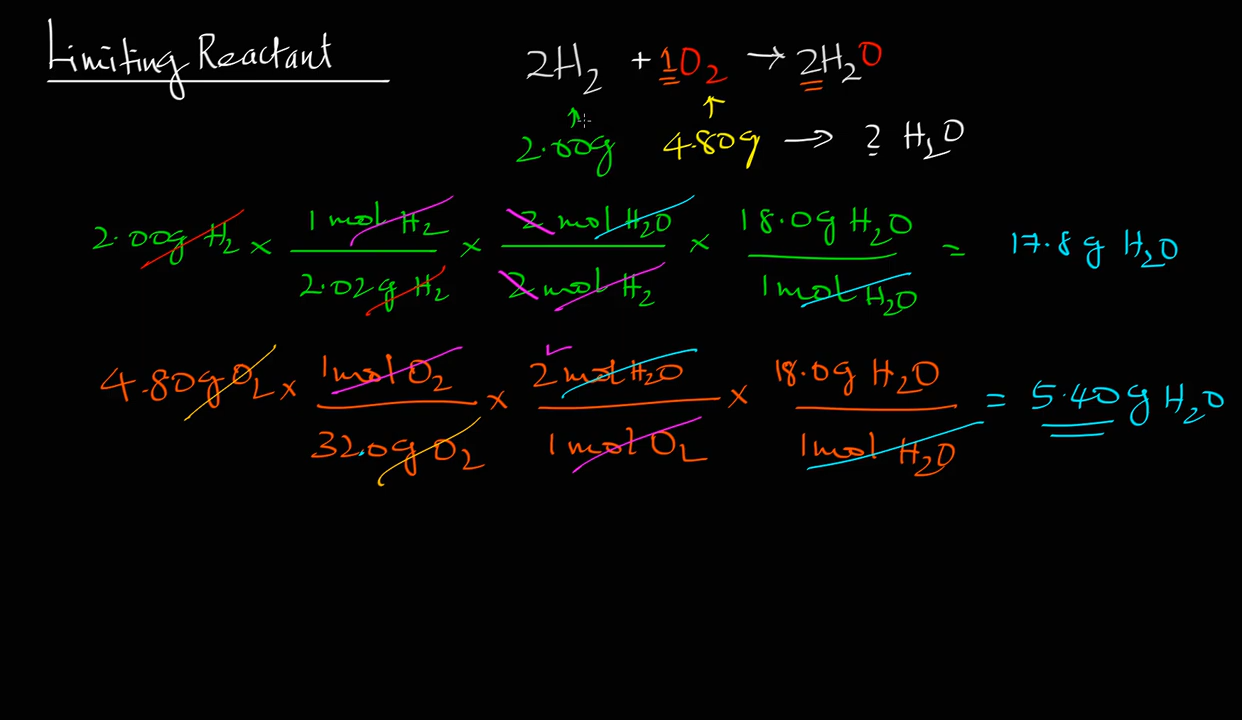 Limiting Reactant
2H₂ + 1O₂ → 2H₂O
2.00g 4.80g → ? H₂O
2.00g H₂ × 1 mol H₂ / 2.02g H₂ × 2 mol H₂O / 2 mol H₂ × 18.0g H₂O / 1 mol H₂O = 17.8 g H₂O
4.80g O₂ × 1 mol O₂ / 32.0g O₂ × 2 mol H₂O / 1 mol O₂ × 18.0g H₂O / 1 mol H₂O = 5.40g H₂O